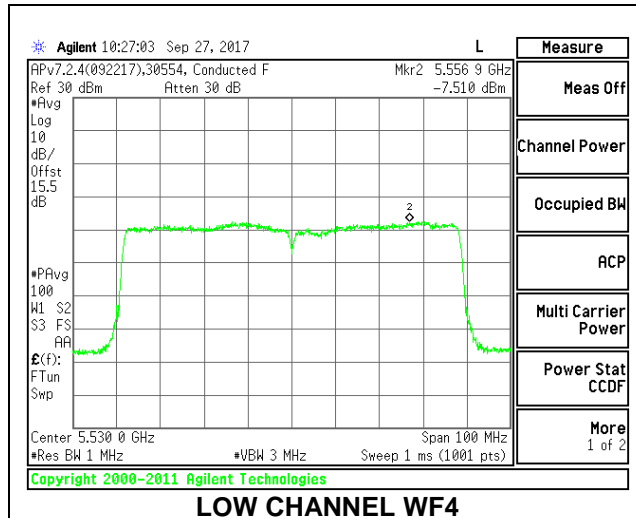 Agilent 10:27:03 Sep 27, 2017 L
APv7.2.4(092217),30554, Conducted F Mkr2 5.556 9 GHz
Ref 30 dBm Atten 30 dB -7.510 dBm
#Avg
Log
10
dB/
Offst
15.5
dB
2
#PAvg
100
W1 S2
S3 FS
AA
£(f):
FTun
Swp
Center 5.530 0 GHz Span 100 MHz
#Res BW 1 MHz #VBW 3 MHz Sweep 1 ms (1001 pts)
Copyright 2000-2011 Agilent Technologies
Measure
Meas Off
Channel Power
Occupied BW
ACP
Multi Carrier
Power
Power Stat
CCDF
More
1 of 2
LOW CHANNEL WF4